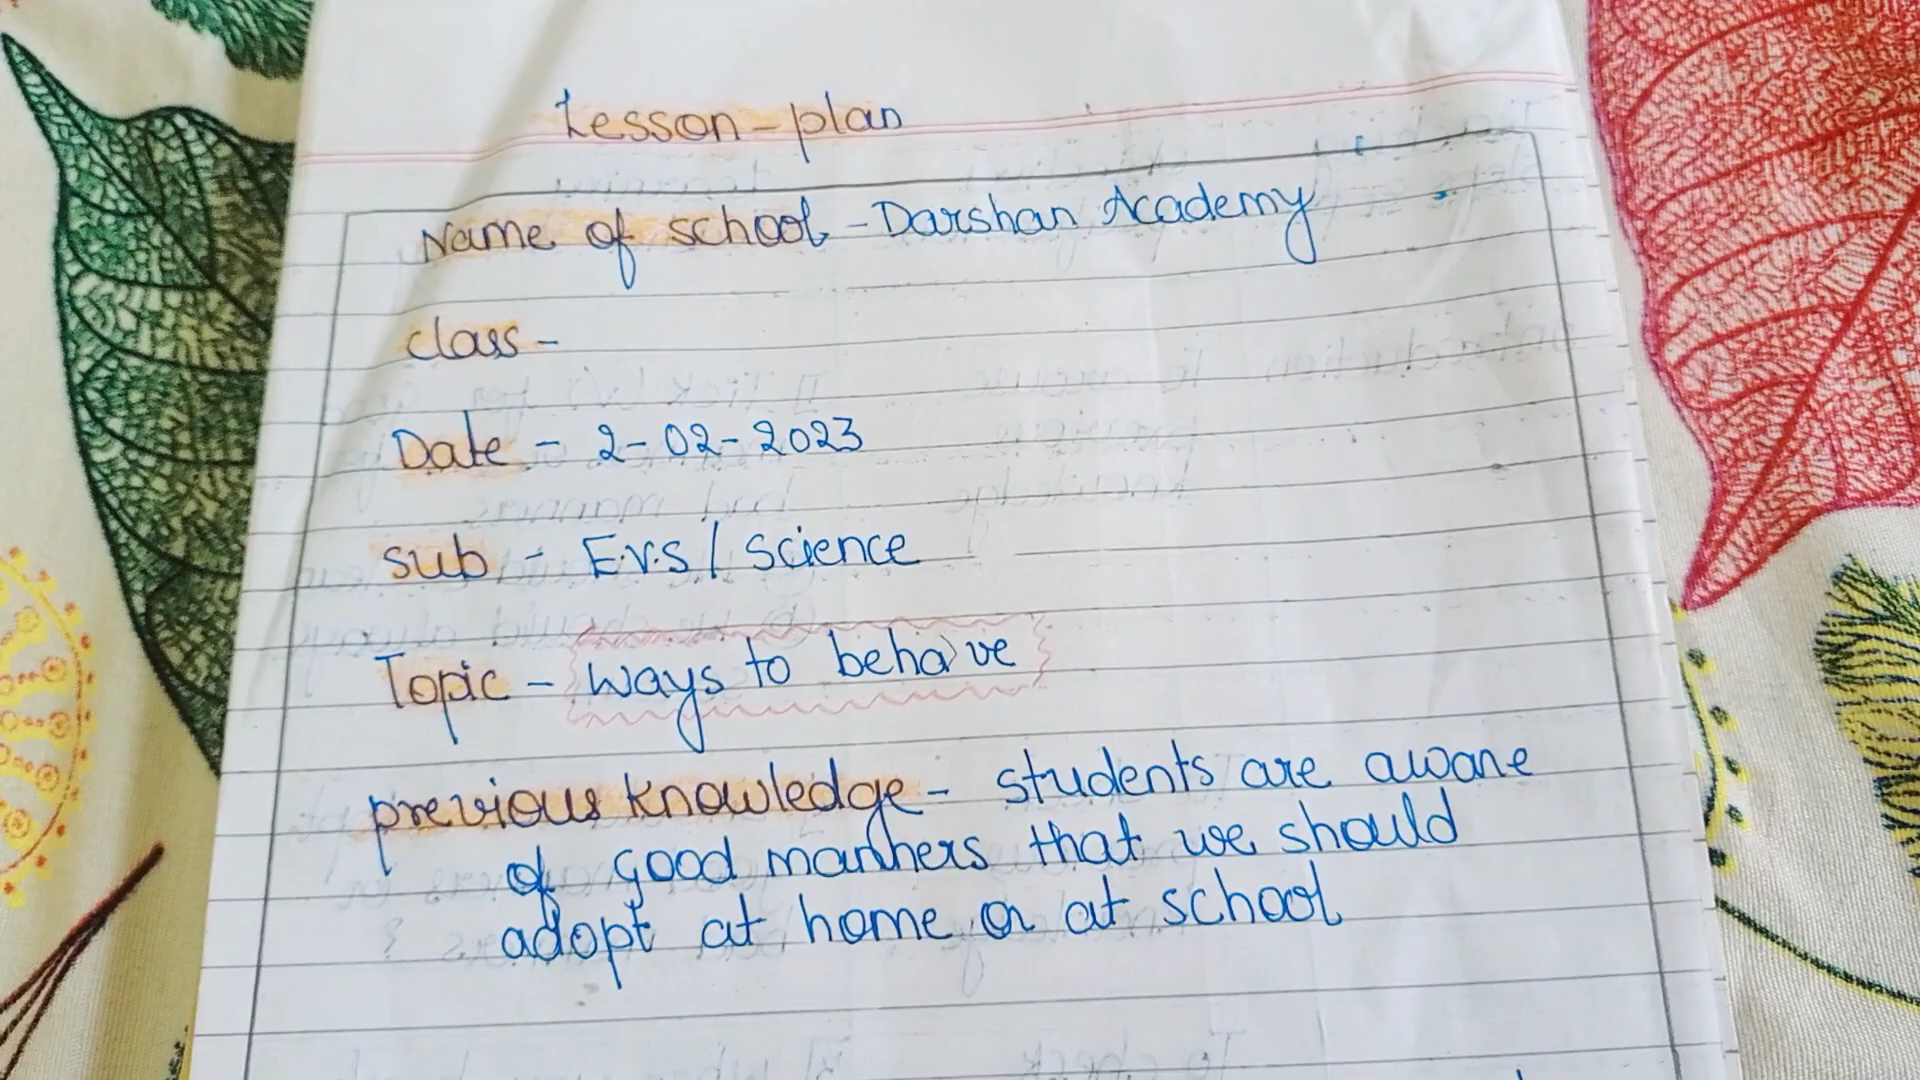 Lesson-plan
Name of school - Darshan Academy
class -
Date - 2-02-2023
sub - E.V.S / science
Topic - ways to behave
previous knowledge - students are aware
of good manners that we should
adopt at home or at school